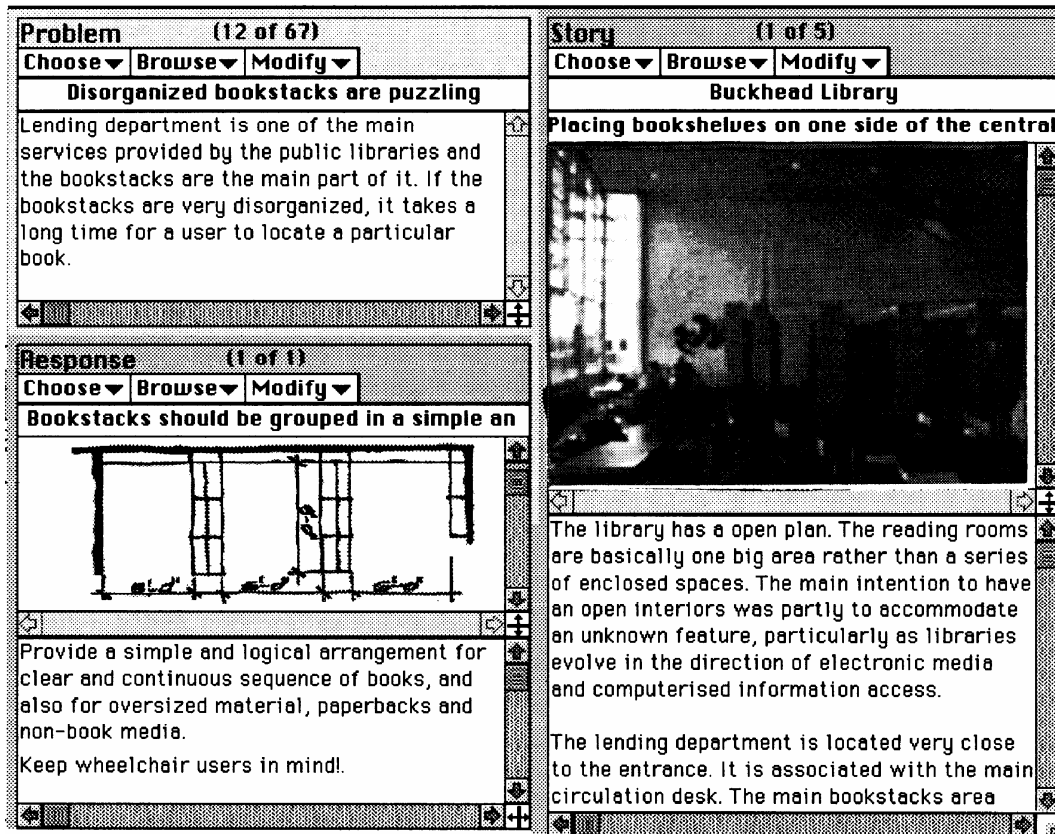 Problem (12 of 67)
Choose Browse Modify
Disorganized bookstacks are puzzling
Lending department is one of the main
services provided by the public libraries and
the bookstacks are the main part of it. If the
bookstacks are very disorganized, it takes a
long time for a user to locate a particular
book.
Response (1 of 1)
Choose Browse Modify
Bookstacks should be grouped in a simple an
Provide a simple and logical arrangement for
clear and continuous sequence of books, and
also for oversized material, paperbacks and
non-book media.
Keep wheelchair users in mind!.
Story (1 of 5)
Choose Browse Modify
Buckhead Library
Placing bookshelves on one side of the central
The library has a open plan. The reading rooms
are basically one big area rather than a series
of enclosed spaces. The main intention to have
an open interiors was partly to accommodate
an unknown feature, particularly as libraries
evolve in the direction of electronic media
and computerised information access.
The lending department is located very close
to the entrance. It is associated with the main
circulation desk. The main bookstacks area